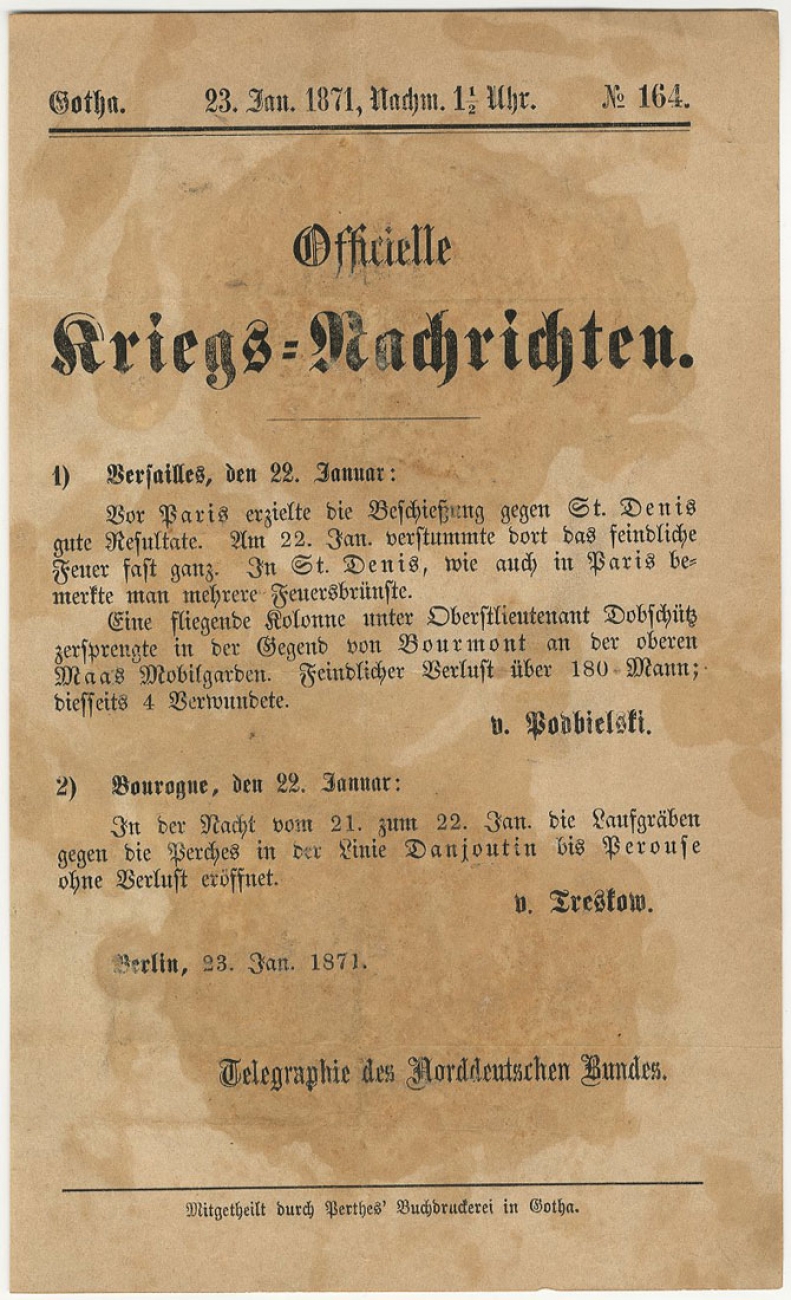 Gotha. 23. Jan. 1871, Nachm. 1½ Uhr. № 164.
Officielle
Kriegs=Nachrichten.
1) Versailles, den 22. Januar:
Vor Paris erzielte die Beschießung gegen St. Denis
gute Resultate. Am 22. Jan. verstummte dort das feindliche
Feuer fast ganz. In St. Denis, wie auch in Paris be=
merkte man mehrere Feuersbrünste.
Eine fliegende Kolonne unter Oberstlieutenant Dobschütz
zersprengte in der Gegend von Bourmont an der oberen
Maas Mobilgarden. Feindlicher Verlust über 180 Mann;
diesseits 4 Verwundete.
v. Podbielski.
2) Bourogne, den 22. Januar:
In der Nacht vom 21. zum 22. Jan. die Laufgräben
gegen die Perches in der Linie Danjoutin bis Perouse
ohne Verlust eröffnet.
v. Treskow.
Berlin, 23. Jan. 1871.
Telegraphie des Norddeutschen Bundes.
Mitgetheilt durch Perthes' Buchdruckerei in Gotha.